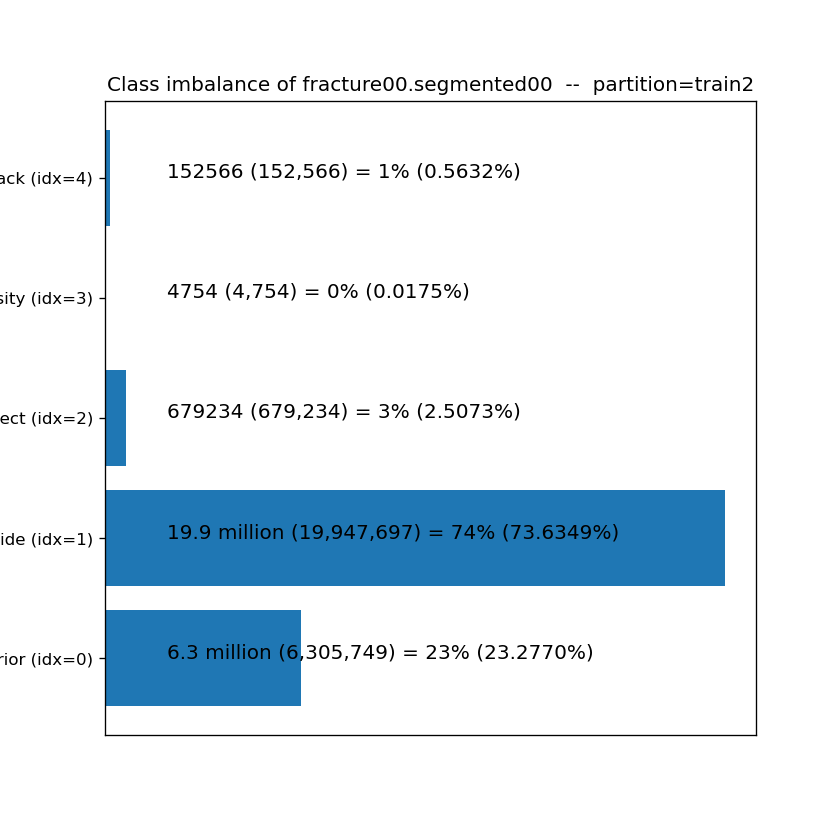 Class imbalance of fracture00.segmented00  --  partition=train2
ack (idx=4) 152566 (152,566) = 1% (0.5632%)
sity (idx=3) 4754 (4,754) = 0% (0.0175%)
ect (idx=2) 679234 (679,234) = 3% (2.5073%)
ide (idx=1) 19.9 million (19,947,697) = 74% (73.6349%)
rior (idx=0) 6.3 million (6,305,749) = 23% (23.2770%)